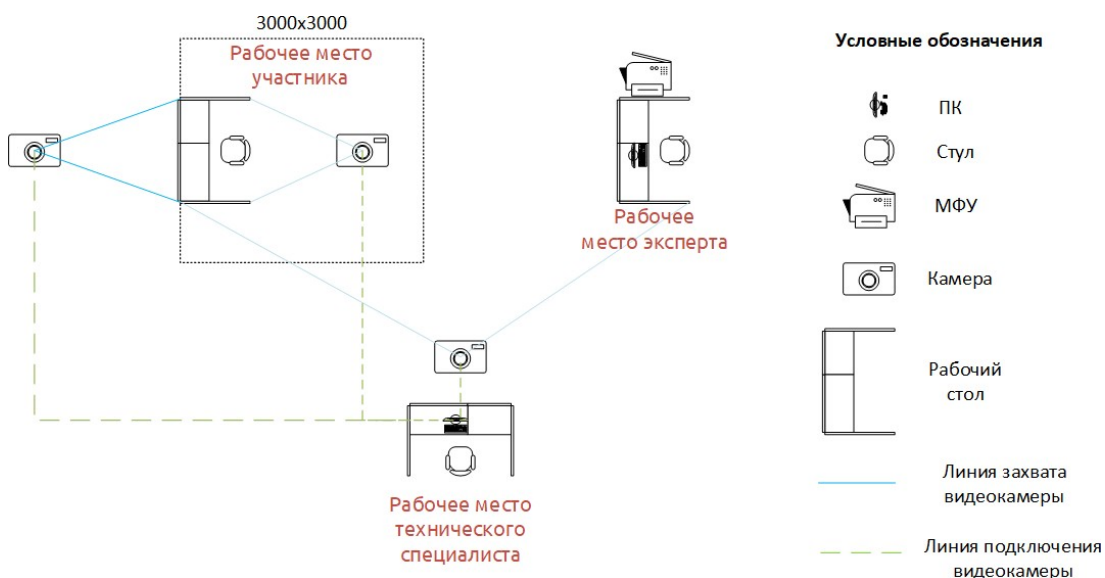 3000x3000
Рабочее место
участника
Рабочее
место эксперта
Рабочее место
технического
специалиста
Условные обозначения
ПК
Стул
МФУ
Камера
Рабочий
стол
Линия захвата
видеокамеры
Линия подключения
видеокамеры